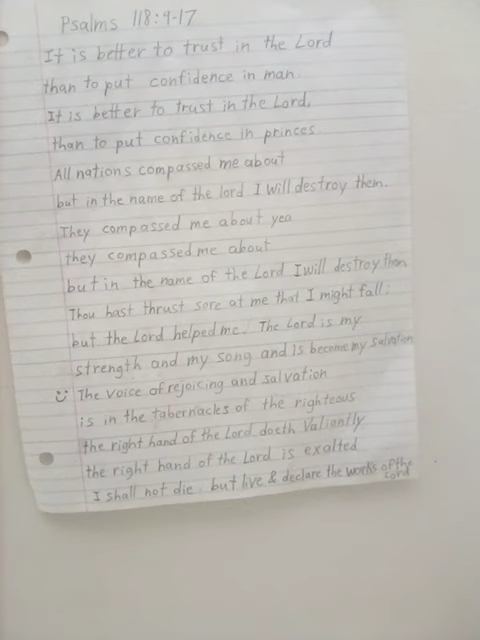 Psalms 118:9-17
It is better to trust in the Lord
than to put confidence in man.
It is better to trust in the Lord,
than to put confidence in princes.
All nations compassed me about
but in the name of the lord I will destroy them.
They compassed me about yea
they compassed me about
but in the name of the Lord I will destroy them
Thou hast thrust sore at me that I might fall:
but the Lord helped me. The Lord is my
strength and my song and is become my salvation
The voice of rejoicing and salvation
is in the tabernacles of the righteous
the right hand of the Lord doeth Valiantly
the right hand of the Lord is exalted
I shall not die but live & declare the works of the Lord